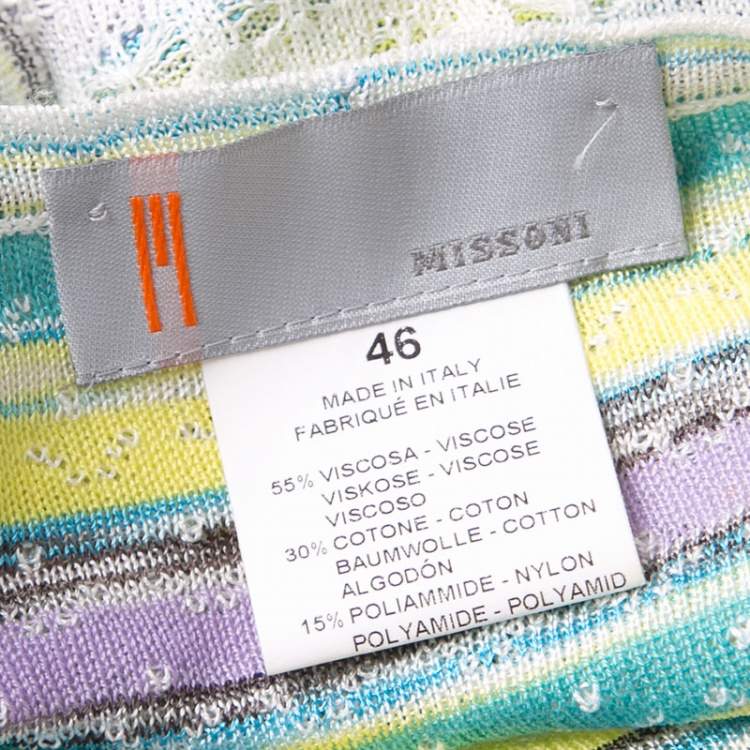 M
MISSONI
46
MADE IN ITALY
FABRIQUÉ EN ITALIE
55% VISCOSA - VISCOSE
VISKOSE - VISCOSE
VISCOSO
30% COTONE - COTON
BAUMWOLLE - COTTON
ALGODÓN
15% POLIAMMIDE - NYLON
POLYAMIDE - POLYAMID